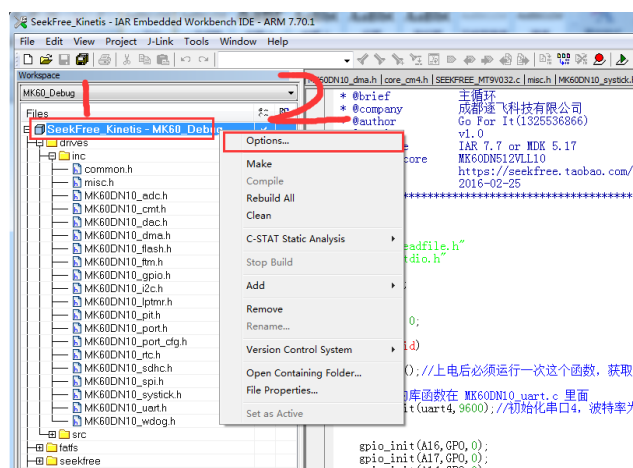 SeekFree_Kinetis - IAR Embedded Workbench IDE - ARM 7.70.1
File Edit View Project J-Link Tools Window Help
Workspace
MK60_Debug
Files
SeekFree_Kinetis - MK60_Debug
drives
inc
common.h
misc.h
MK60DN10_adc.h
MK60DN10_cmt.h
MK60DN10_dac.h
MK60DN10_dma.h
MK60DN10_flash.h
MK60DN10_ftm.h
MK60DN10_gpio.h
MK60DN10_i2c.h
MK60DN10_lptmr.h
MK60DN10_pit.h
MK60DN10_port.h
MK60DN10_port_cfg.h
MK60DN10_rtc.h
MK60DN10_sdhc.h
MK60DN10_spi.h
MK60DN10_systick.h
MK60DN10_uart.h
MK60DN10_wdog.h
src
fatfs
seekfree
1
2
Options...
Make
Compile
Rebuild All
Clean
C-STAT Static Analysis
Stop Build
Add
Remove
Rename...
Version Control System
Open Containing Folder...
File Properties...
Set as Active
60DN10_dma.h | core_cm4.h | SEEKFREE_MT9V032.c | misc.h | MK60DN10_systick.h
* @brief 主循环
* @company 成都逐飞科技有限公司
* @author Go For It(1325536866)
v1.0
IAR 7.7 or MDK 5.17
core MK60DN512VLL10
https://seekfree.taobao.com/
2016-02-25
eadfile.h"
dio.h"
0;
id)
();//上电后必须运行一次这个函数，获取
库函数在 MK60DN10_uart.c 里面
it(uart4,9600);//初始化串口4，波特率为
gpio_init(A16,GPO,0);
gpio_init(A17,GPO,0);